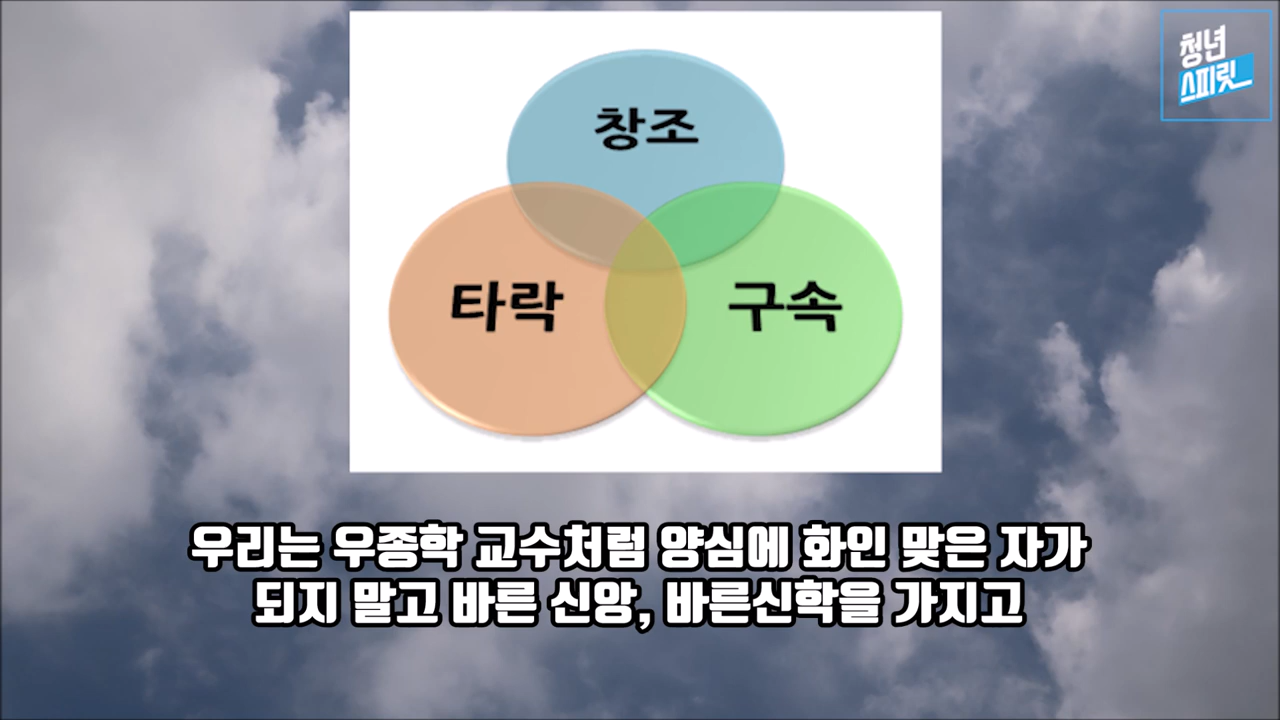 청년
스피릿
창조
타락
구속
우리는 우종학 교수처럼 양심에 화인 맞은 자가
되지 말고 바른 신앙, 바른신학을 가지고